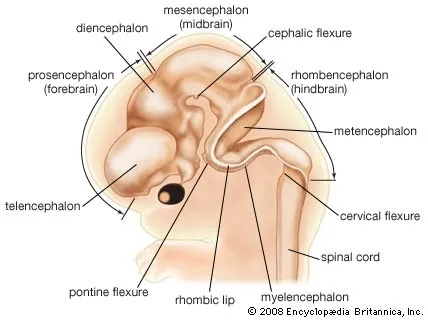 mesencephalon
(midbrain)
diencephalon
cephalic flexure
prosencephalon
(forebrain)
rhombencephalon
(hindbrain)
metencephalon
telencephalon
cervical flexure
spinal cord
pontine flexure
rhombic lip
myelencephalon
© 2008 Encyclopædia Britannica, Inc.